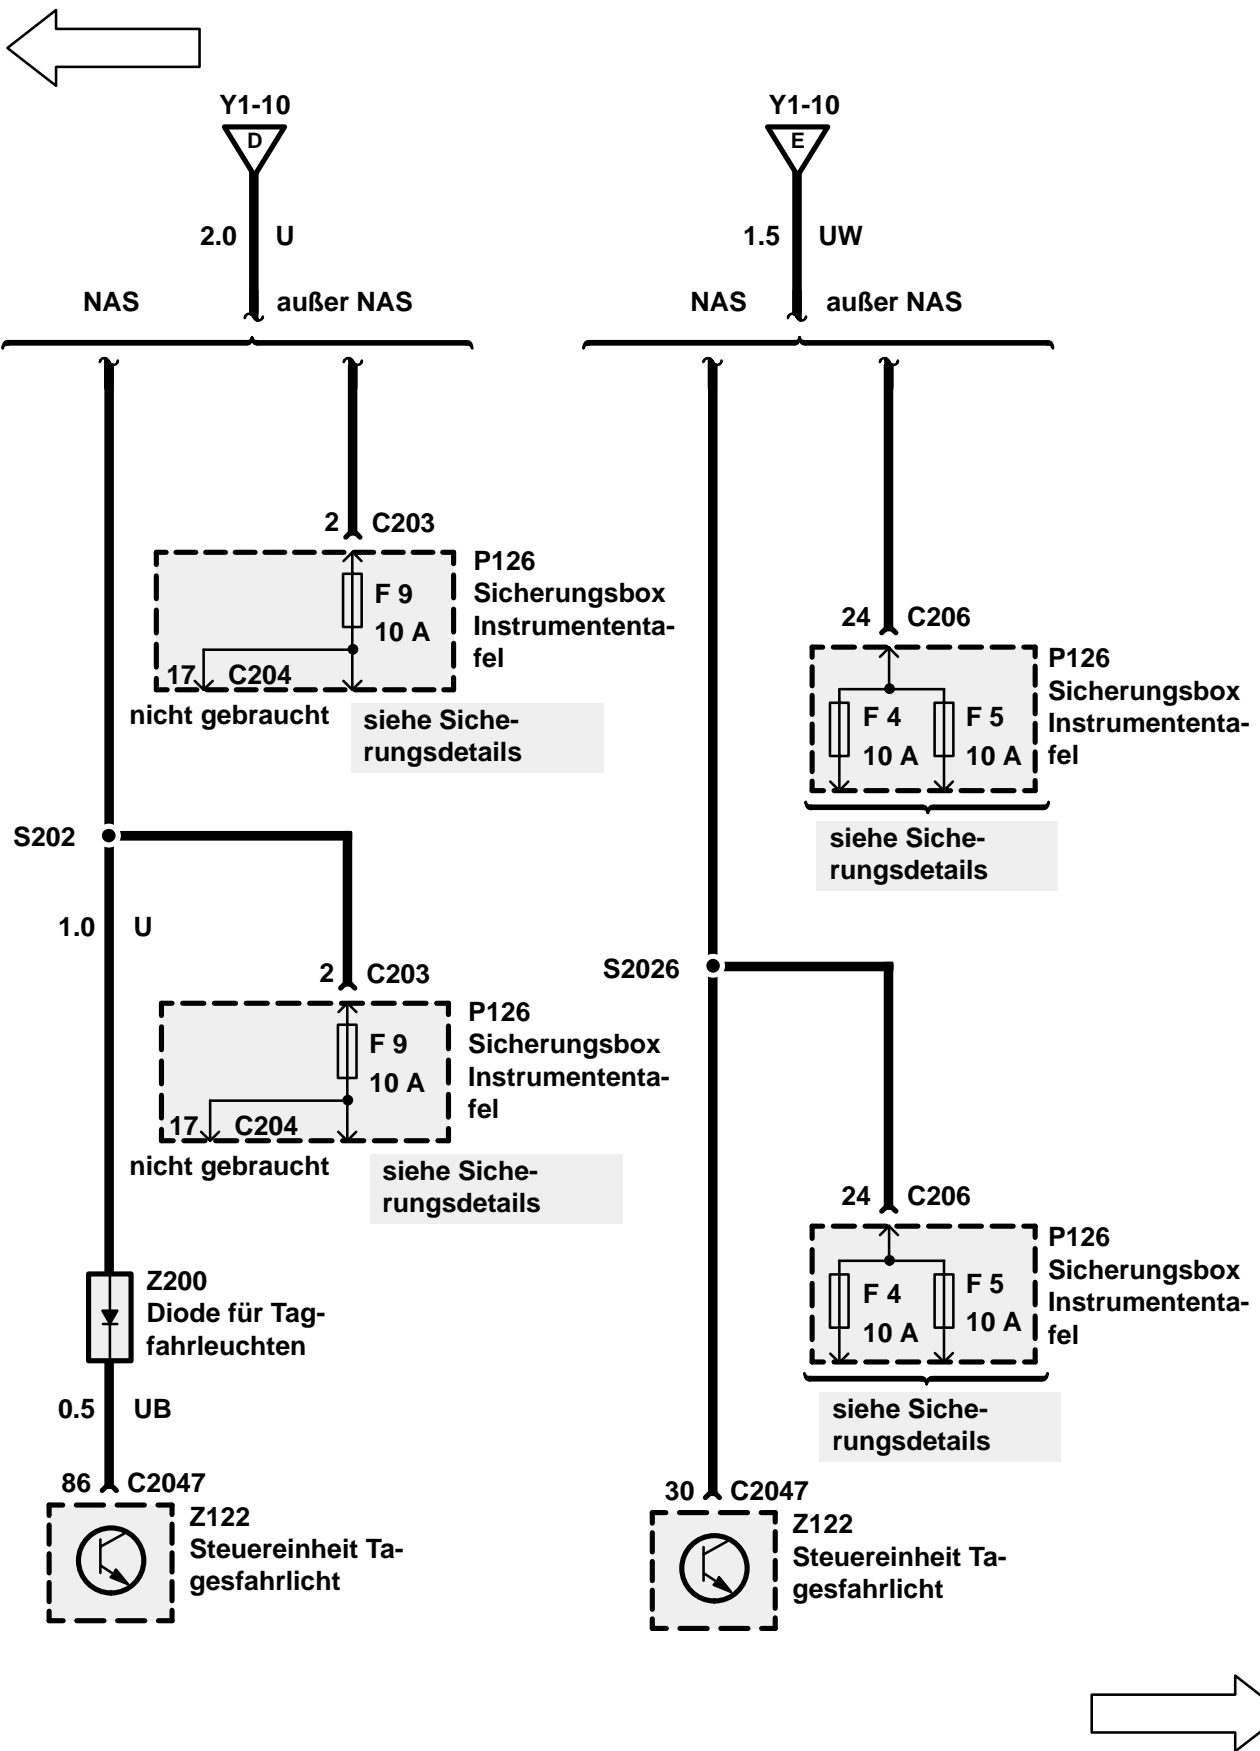 Y1-10
D
2.0 U
NAS
außer NAS
2 C203
F 9
10 A
17 C204
P126
Sicherungsbox
Instrumententa-
fel
nicht gebraucht
siehe Siche-
rungsdetails
S202
1.0 U
2 C203
F 9
10 A
17 C204
P126
Sicherungsbox
Instrumententa-
fel
nicht gebraucht
siehe Siche-
rungsdetails
Z200
Diode für Tag-
fahrleuchten
0.5 UB
86 C2047
Z122
Steuereinheit Ta-
gesfahrlicht
Y1-10
E
1.5 UW
NAS
außer NAS
24 C206
F 4
10 A
F 5
10 A
P126
Sicherungsbox
Instrumententa-
fel
siehe Siche-
rungsdetails
S2026
24 C206
F 4
10 A
F 5
10 A
P126
Sicherungsbox
Instrumententa-
fel
siehe Siche-
rungsdetails
30 C2047
Z122
Steuereinheit Ta-
gesfahrlicht